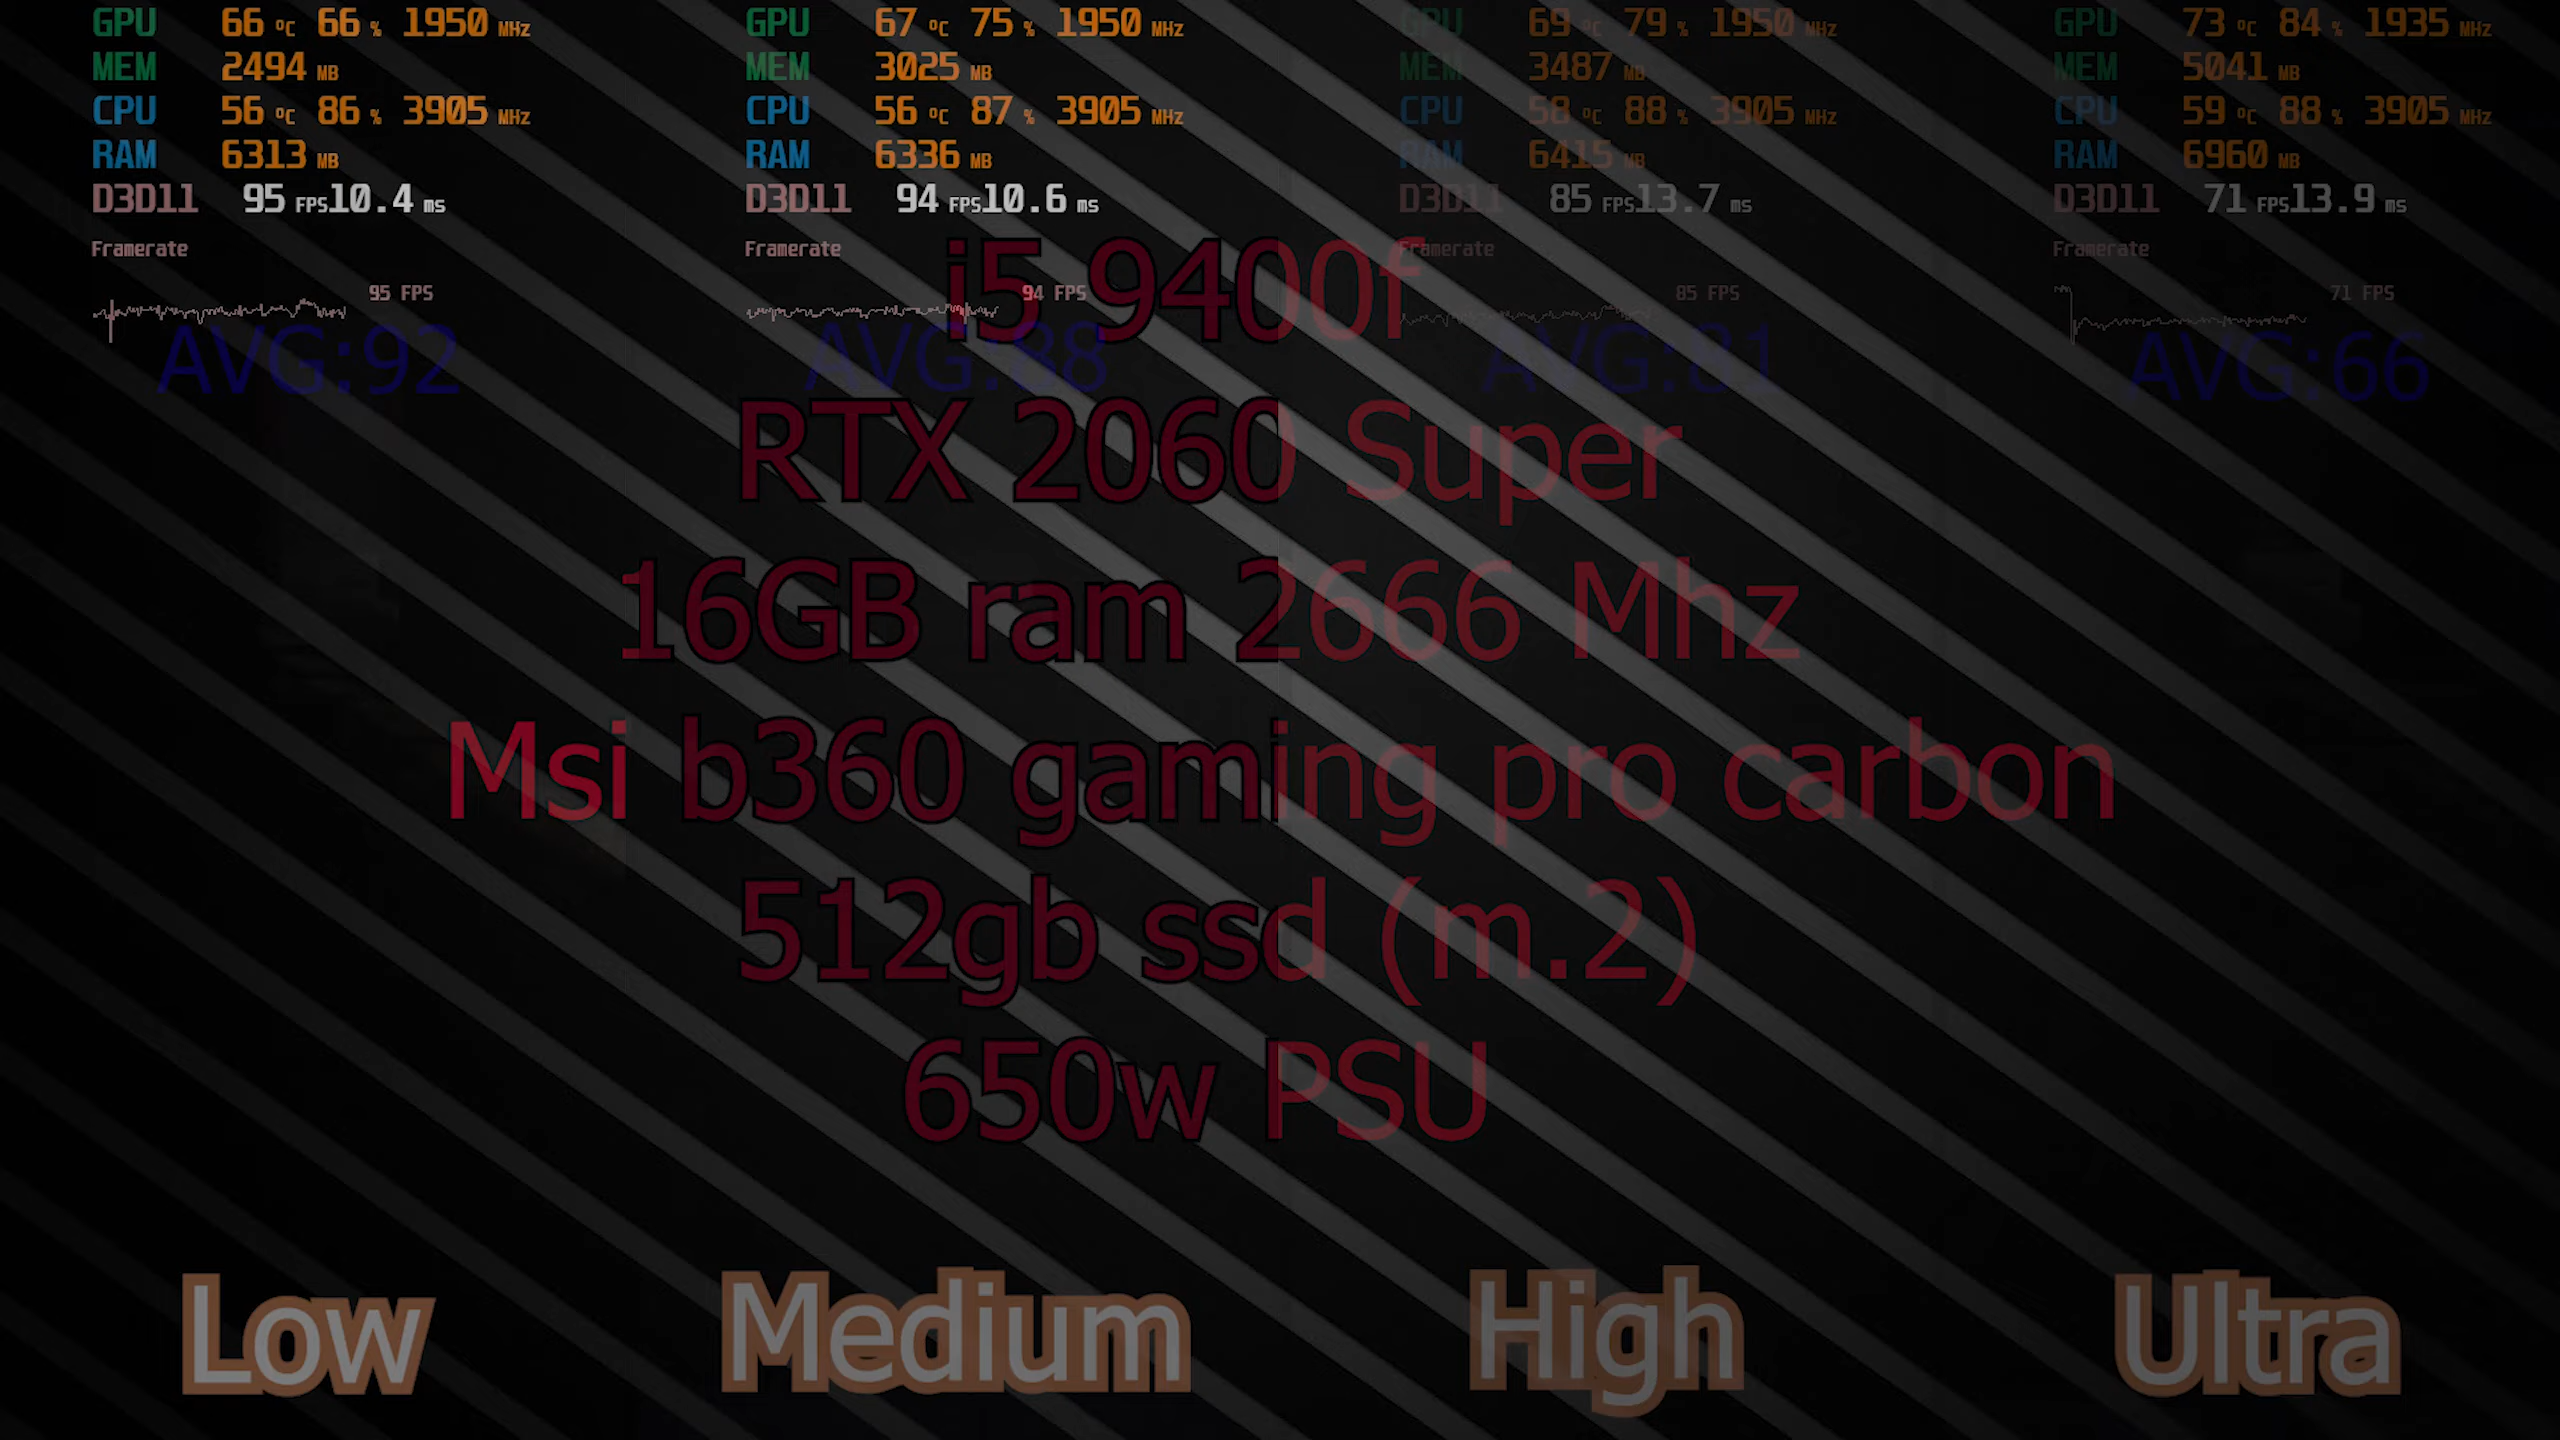 GPU 66 °C 66 % 1950 MHz
MEM 2494 MB
CPU 56 °C 86 % 3905 MHz
RAM 6313 MB
D3D11 95 FPS 10.4 ms
Framerate
95 FPS
AVG:92
GPU 67 °C 75 % 1950 MHz
MEM 3025 MB
CPU 56 °C 87 % 3905 MHz
RAM 6336 MB
D3D11 94 FPS 10.6 ms
Framerate
94 FPS
AVG:88
GPU 69 °C 79 % 1950 MHz
MEM 3487 MB
CPU 58 °C 88 % 3905 MHz
RAM 6415 MB
D3D11 85 FPS 13.7 ms
Framerate
85 FPS
AVG:81
GPU 73 °C 84 % 1935 MHz
MEM 5041 MB
CPU 59 °C 88 % 3905 MHz
RAM 6960 MB
D3D11 71 FPS 13.9 ms
Framerate
71 FPS
AVG:66
i5 9400f
RTX 2060 Super
16GB ram 2666 Mhz
Msi b360 gaming pro carbon
512gb ssd (m.2)
650w PSU
Low
Medium
High
Ultra